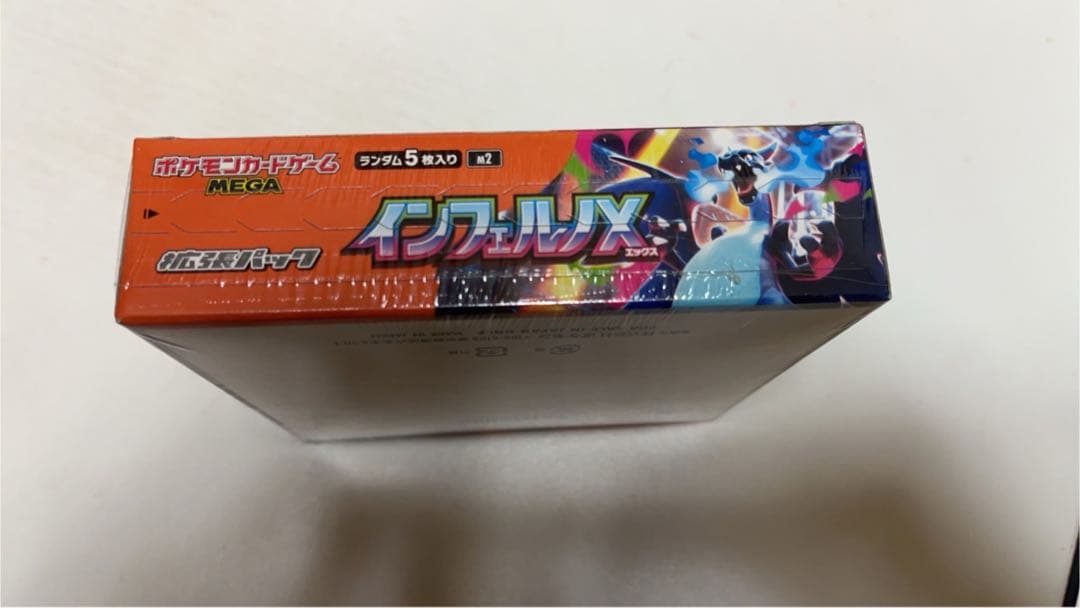 ポケモンカードゲーム
MEGA
ランダム5枚入り M2
インフェルノX
エックス
拡張パック